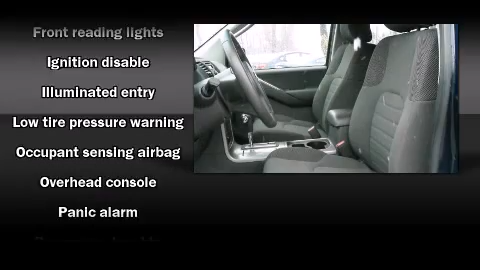 Front reading lights
Ignition disable
Illuminated entry
Low tire pressure warning
Occupant sensing airbag
Overhead console
Panic alarm